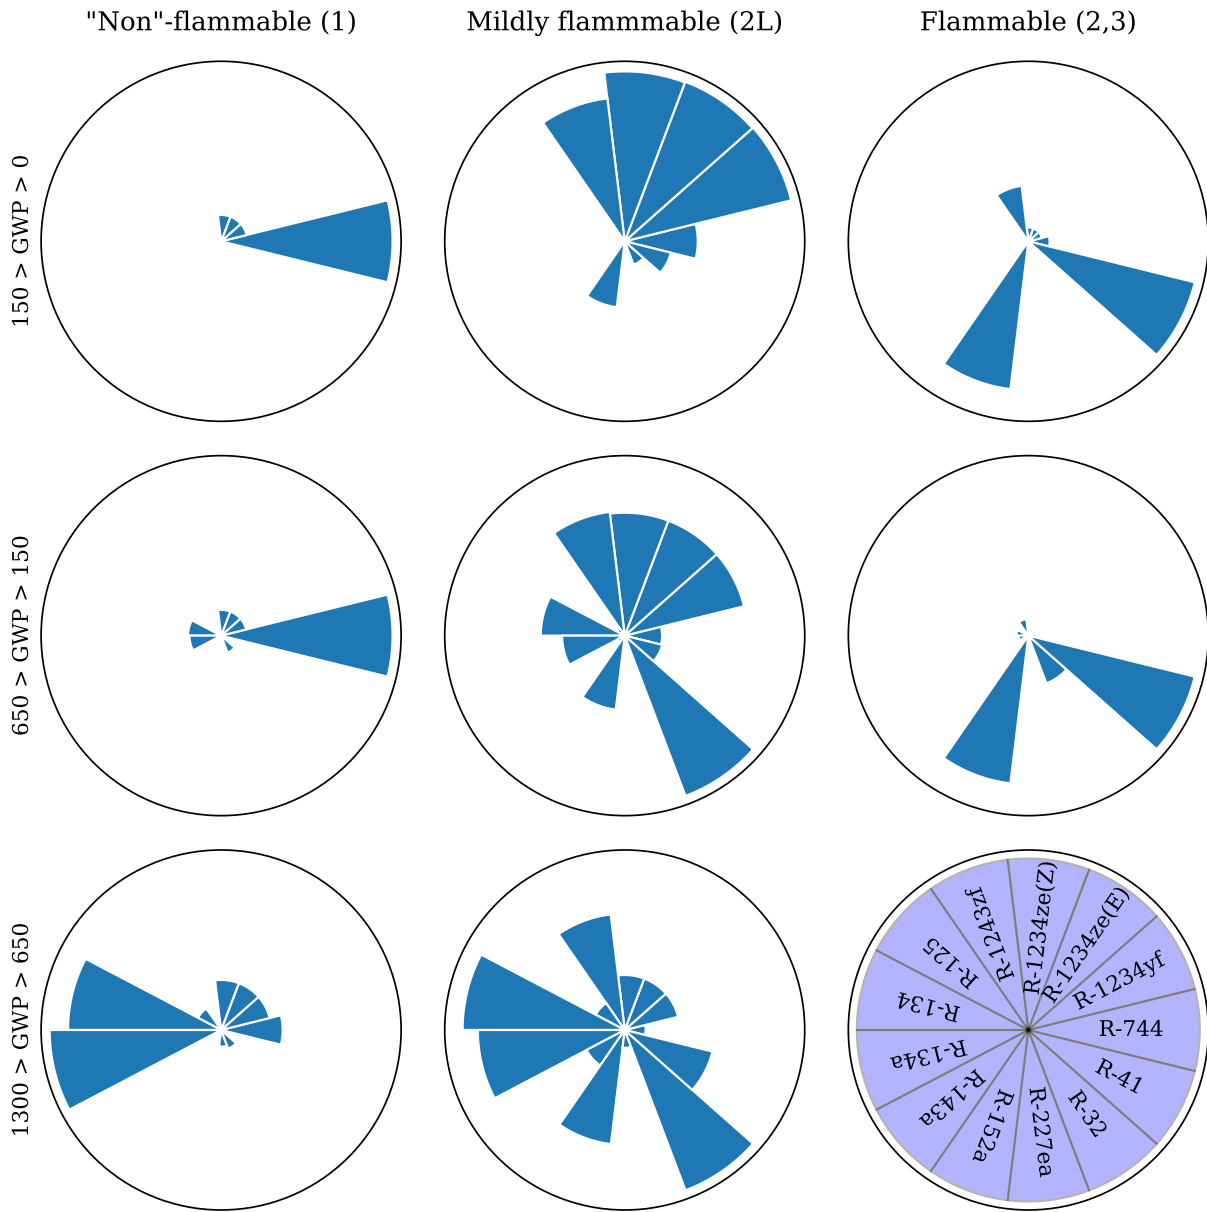 "Non"-flammable (1)
Mildly flammmable (2L)
Flammable (2,3)
150 > GWP > 0
650 > GWP > 150
1300 > GWP > 650
R-1234ze(Z)
R-1234ze(E)
R-1243zf
R-1234yf
R-125
R-134
R-744
R-134a
R-41
R-143a
R-32
R-152a
R-227ea